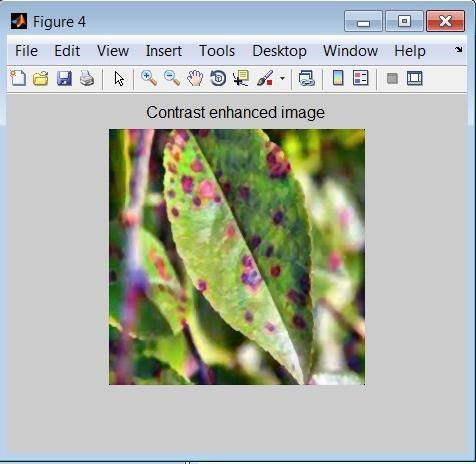 Figure 4
File Edit View Insert Tools Desktop Window Help
Contrast enhanced image